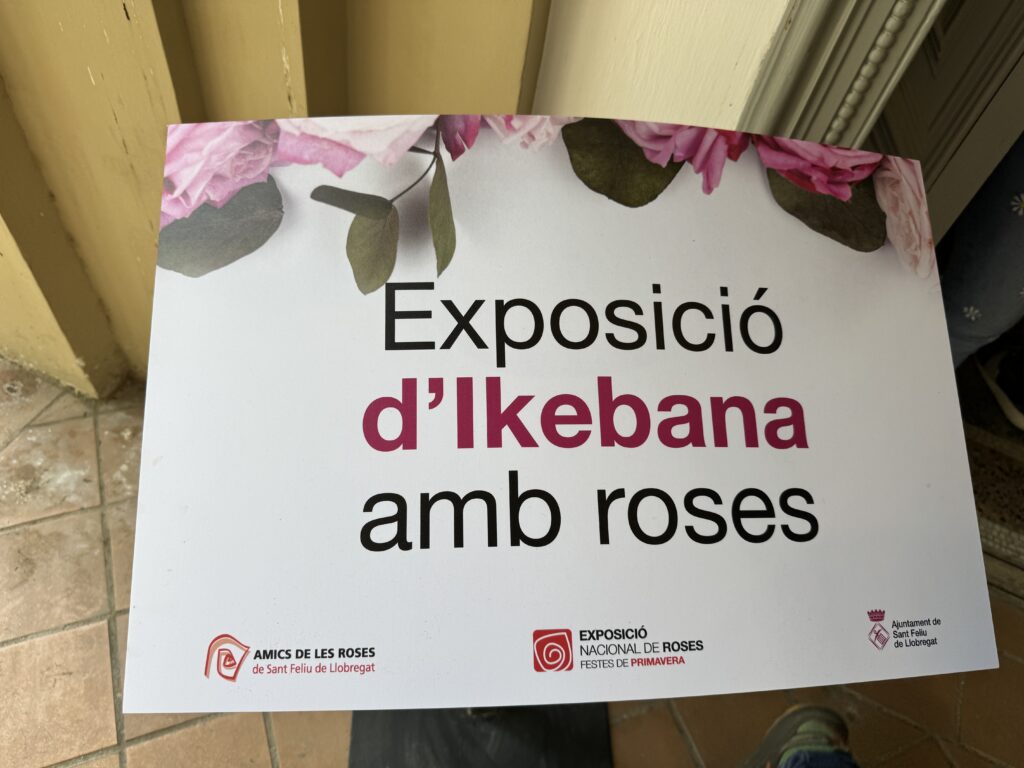 Exposició
d'Ikebana
amb roses
AMICS DE LES ROSES
de Sant Feliu de Llobregat
EXPOSICIÓ
NACIONAL DE ROSES
FESTES DE PRIMAVERA
Ajuntament de
Sant Feliu
de Llobregat